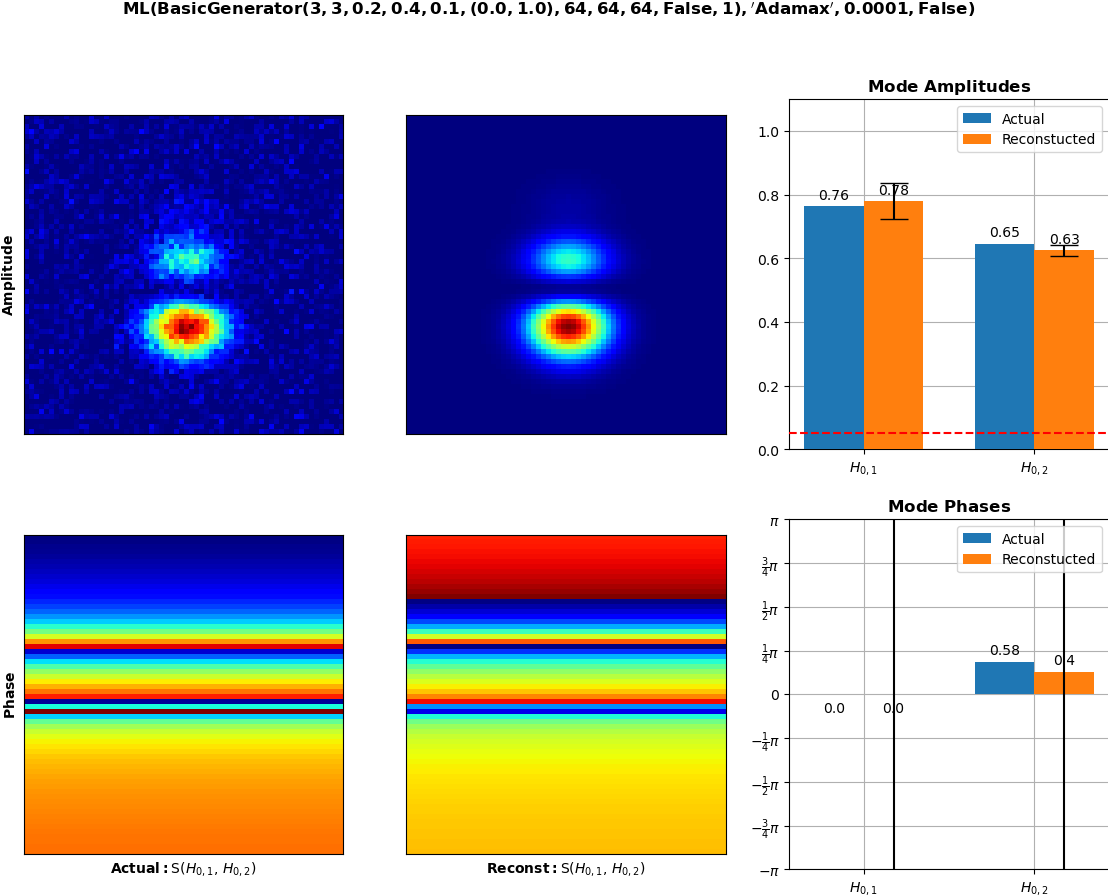 ML(BasicGenerator(3, 3, 0.2, 0.4, 0.1, (0.0, 1.0), 64, 64, 64, False, 1), 'Adamax', 0.0001, False)
Amplitude
Mode Amplitudes
Actual
Reconstucted
1.0
0.8
0.6
0.4
0.2
0.0
0.76
0.78
0.65
0.63
H0,1
H0,2
Phase
Actual: S(H0,1, H0,2)
Reconst: S(H0,1, H0,2)
Mode Phases
Actual
Reconstucted
π
3/4π
1/2π
1/4π
0
−1/4π
−1/2π
−3/4π
−π
0.0
0.0
0.58
0.4
H0,1
H0,2